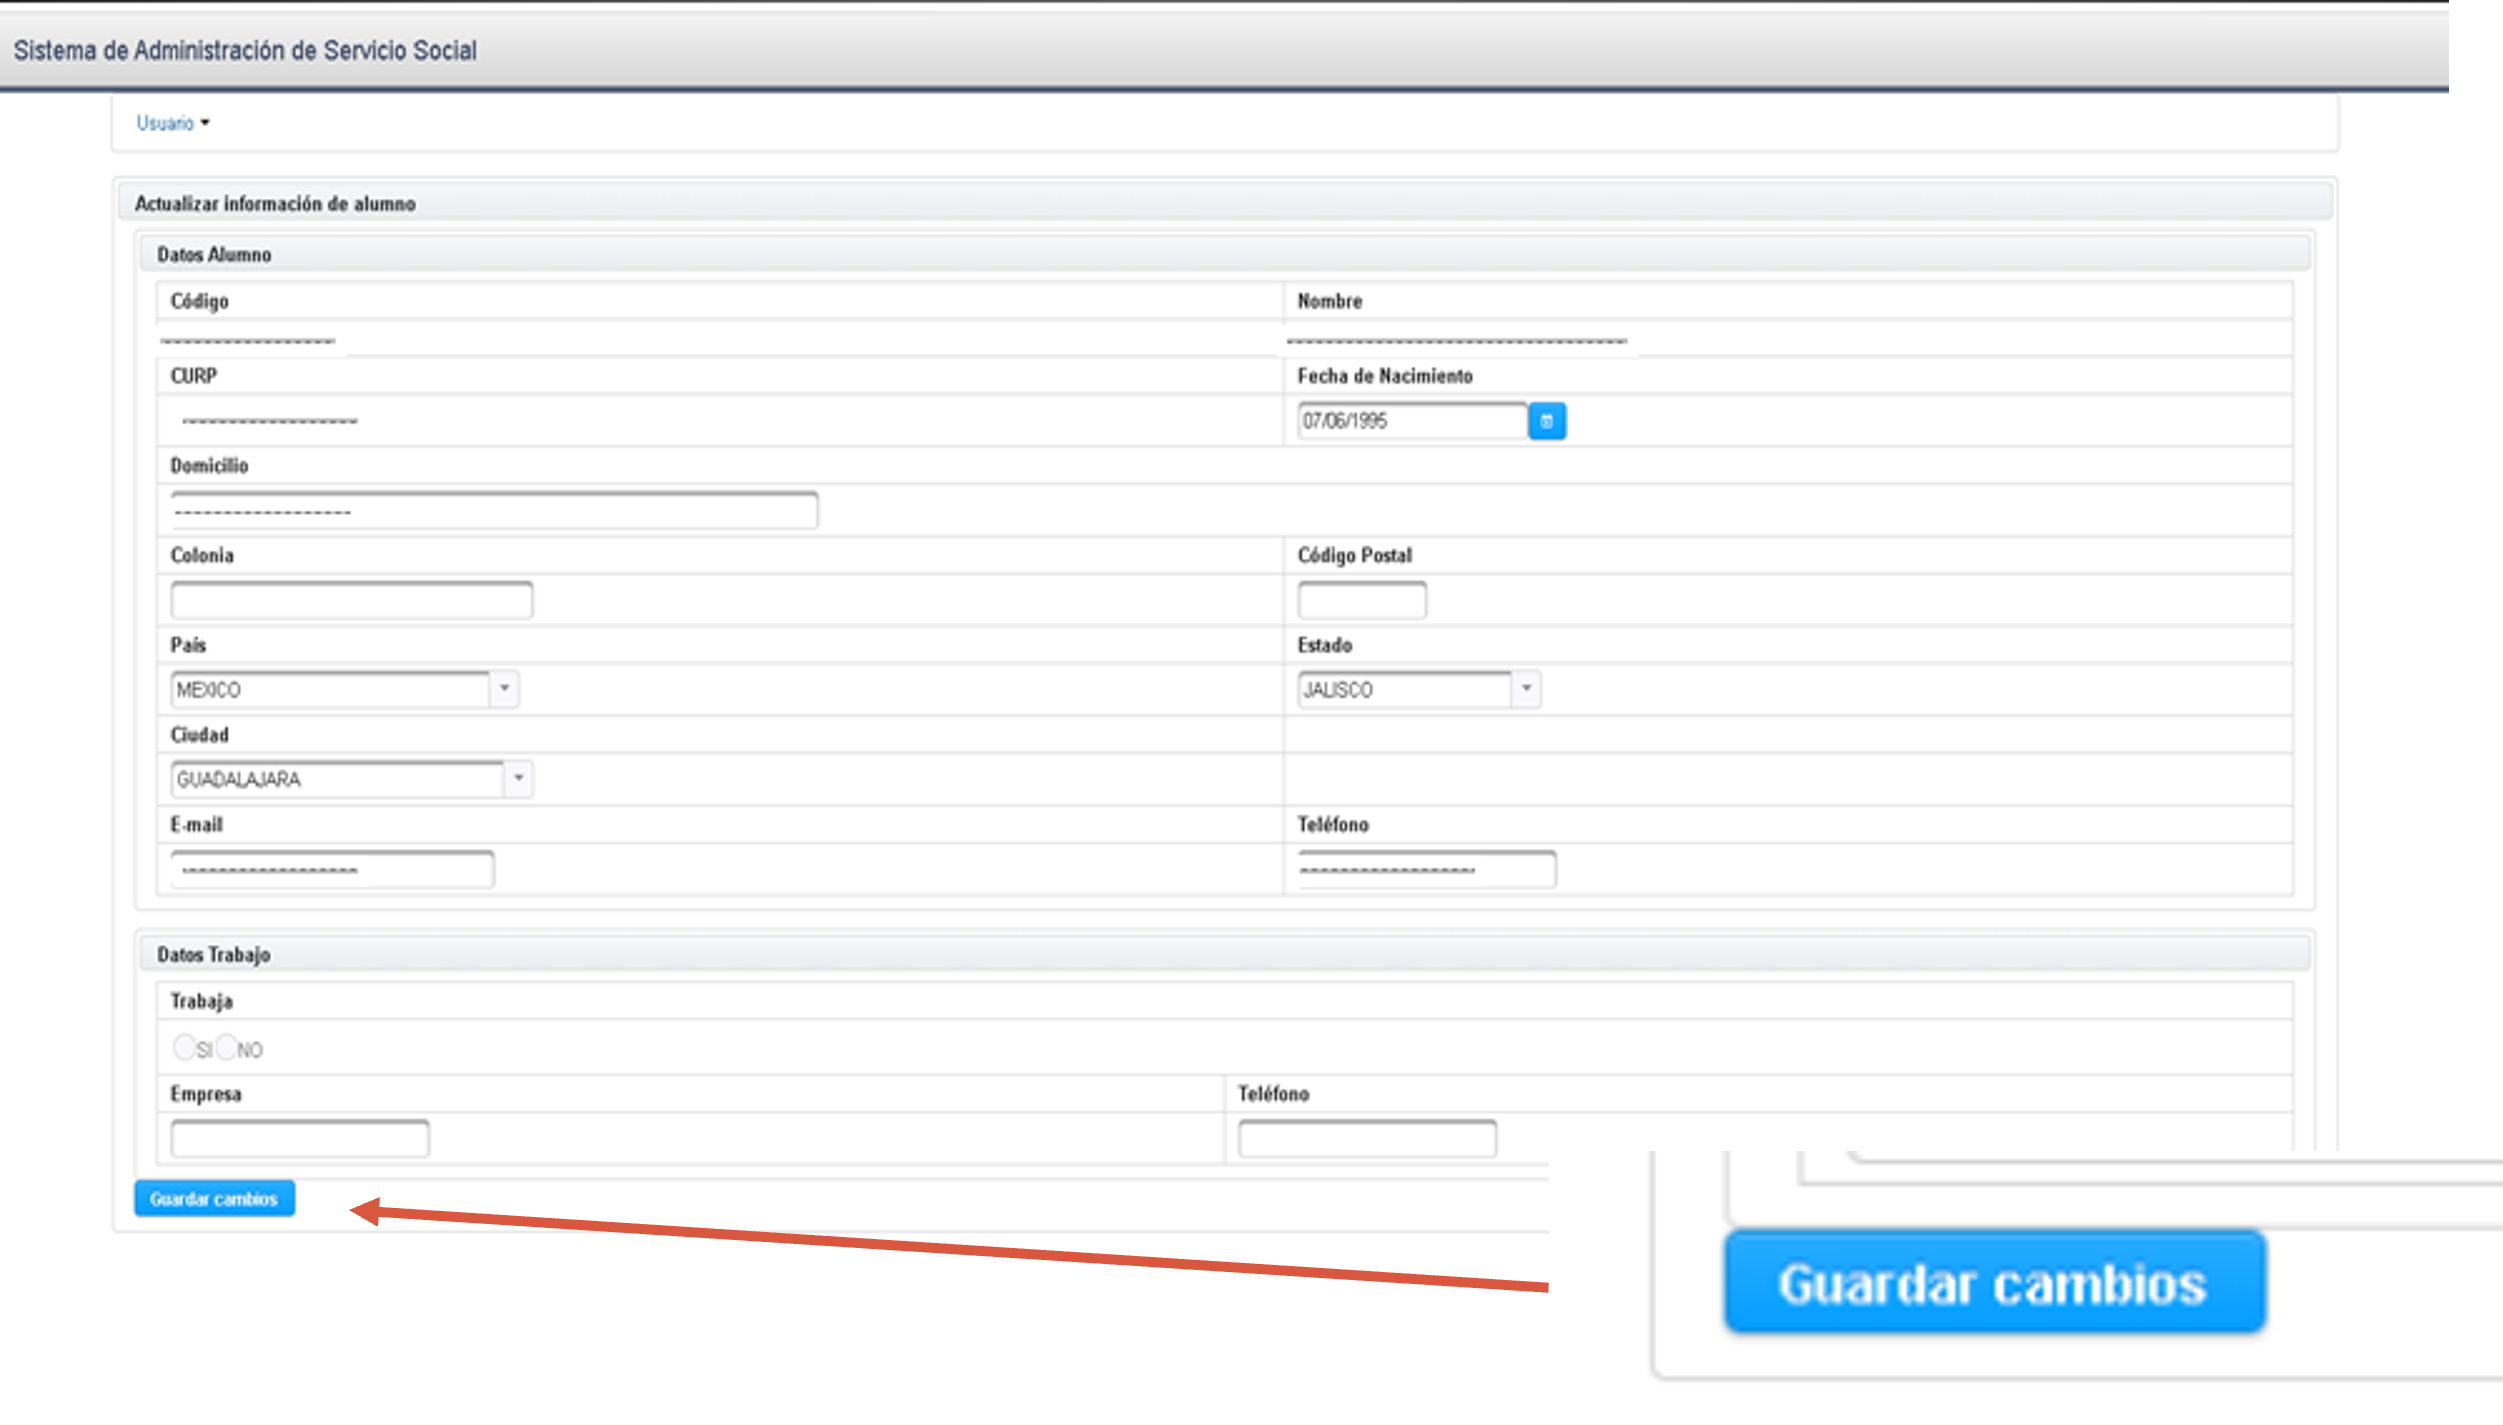 Sistema de Administración de Servicio Social
Usuario
Actualizar información de alumno
Datos Alumno
Código Nombre
------------------ -----------------------------------
CURP Fecha de Nacimiento
------------------ 07/06/1995
Domicilio
------------------
Colonia Código Postal
País Estado
MEXICO JALISCO
Ciudad
GUADALAJARA
E-mail Teléfono
------------------ ------------------
Datos Trabajo
Trabaja
SI NO
Empresa Teléfono
Guardar cambios
Guardar cambios